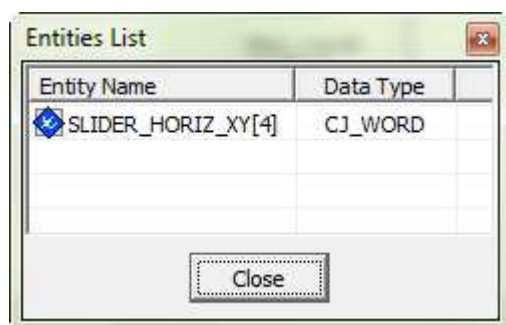 Entities List
Entity Name Data Type
SLIDER_HORIZ_XY[4] CJ_WORD
Close